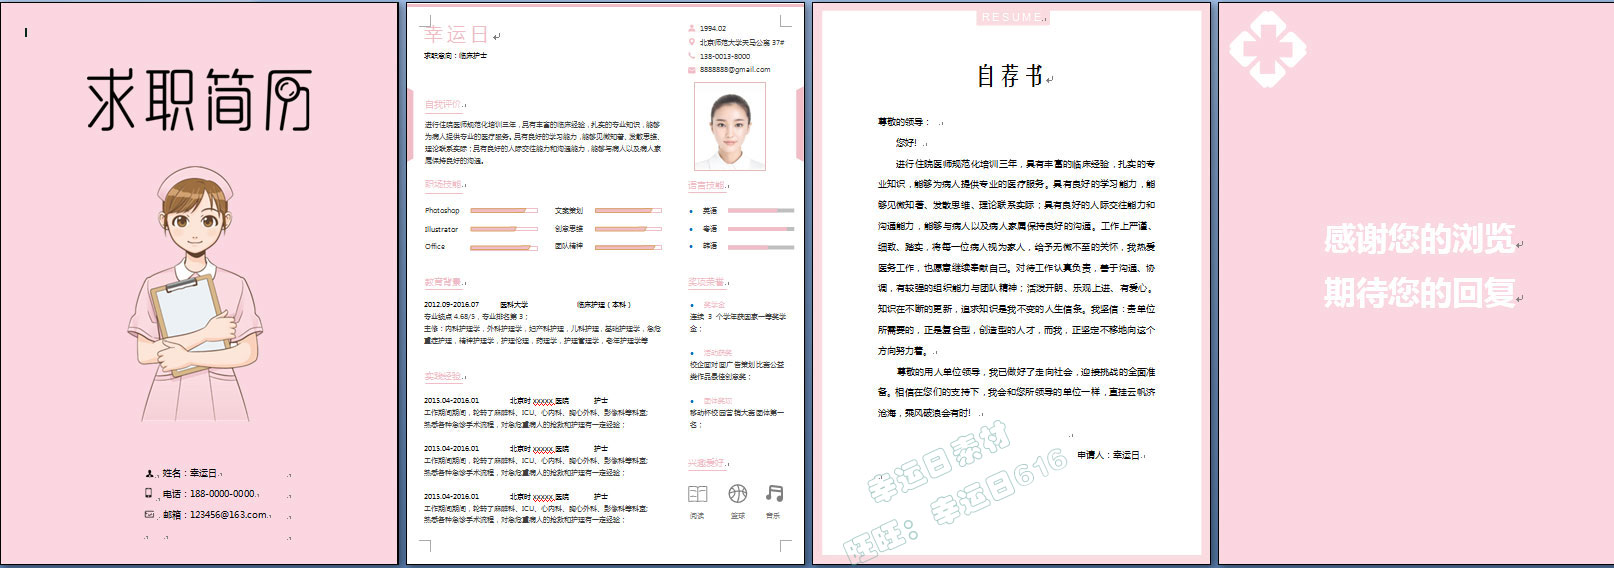 求职简历
姓名：幸运日
电话：188-0000-0000
邮箱：123456@163.com
幸运日
求职意向：临床护士
1994.02
北京师范大学天马公寓 37#
138-0013-8000
8888888@gmail.com
自我评价
进行住院医师规范化培训三年，具有丰富的临床经验，扎实的专业知识，能够
为病人提供专业的医疗服务。具有良好的学习能力，能够见微知著、发散思维、
理论联系实际；具有良好的人际交往能力和沟通能力，能够与病人以及病人家
属保持良好的沟通。
职场技能
Photoshop
文案策划
Illustrator
创意思维
Office
团队精神
语言技能
英语
粤语
韩语
教育背景
2012.09-2016.07 医科大学 临床护理（本科）
专业绩点 4.68/5，专业排名第 3；
主修：内科护理学，外科护理学，妇产科护理，儿科护理，基础护理学，急危
重症护理，精神护理学，护理伦理，药理学，护理管理学，老年护理学等
奖项荣誉
奖学金
连续 3 个学年获国家一等奖学
金；
活动获奖
校企面对面广告策划比赛公益
类作品最佳创意奖；
团体奖项
移动杯校园营销大赛团体第一
名；
实践经验
2015.04-2016.01 北京时 xxxxx 医院 护士
工作期间期间，轮转了麻醉科、ICU、心内科、胸心外科、影像科等科室;
熟悉各种急诊手术流程，对急危重病人的抢救和护理有一定经验；
2015.04-2016.01 北京时 xxxxx 医院 护士
工作期间期间，轮转了麻醉科、ICU、心内科、胸心外科、影像科等科室;
熟悉各种急诊手术流程，对急危重病人的抢救和护理有一定经验；
2015.04-2016.01 北京时 xxxxx 医院 护士
工作期间期间，轮转了麻醉科、ICU、心内科、胸心外科、影像科等科室;
熟悉各种急诊手术流程，对急危重病人的抢救和护理有一定经验；
兴趣爱好
阅读
篮球
音乐
RESUME
自荐书
尊敬的领导：
您好!
进行住院医师规范化培训三年，具有丰富的临床经验，扎实的专
业知识，能够为病人提供专业的医疗服务。具有良好的学习能力，能
够见微知著、发散思维、理论联系实际；具有良好的人际交往能力和
沟通能力，能够与病人以及病人家属保持良好的沟通。工作上严谨、
细致、踏实，将每一位病人视为家人，给予无微不至的关怀，我热爱
医务工作，也愿意继续奉献自己。对待工作认真负责，善于沟通、协
调，有较强的组织能力与团队精神；活泼开朗、乐观上进、有爱心。
知识在不断的更新，追求知识是我不变的人生信条。我坚信：贵单位
所需要的，正是复合型，创造型的人才，而我，正坚定不移地向这个
方向努力着。
尊敬的用人单位领导，我已做好了走向社会，迎接挑战的全面准
备。相信在您们的支持下，我会和您所领导的单位一样，直挂云帆济
沧海，乘风破浪会有时!
申请人：幸运日
幸运日素材
旺旺：幸运日616
感谢您的浏览
期待您的回复